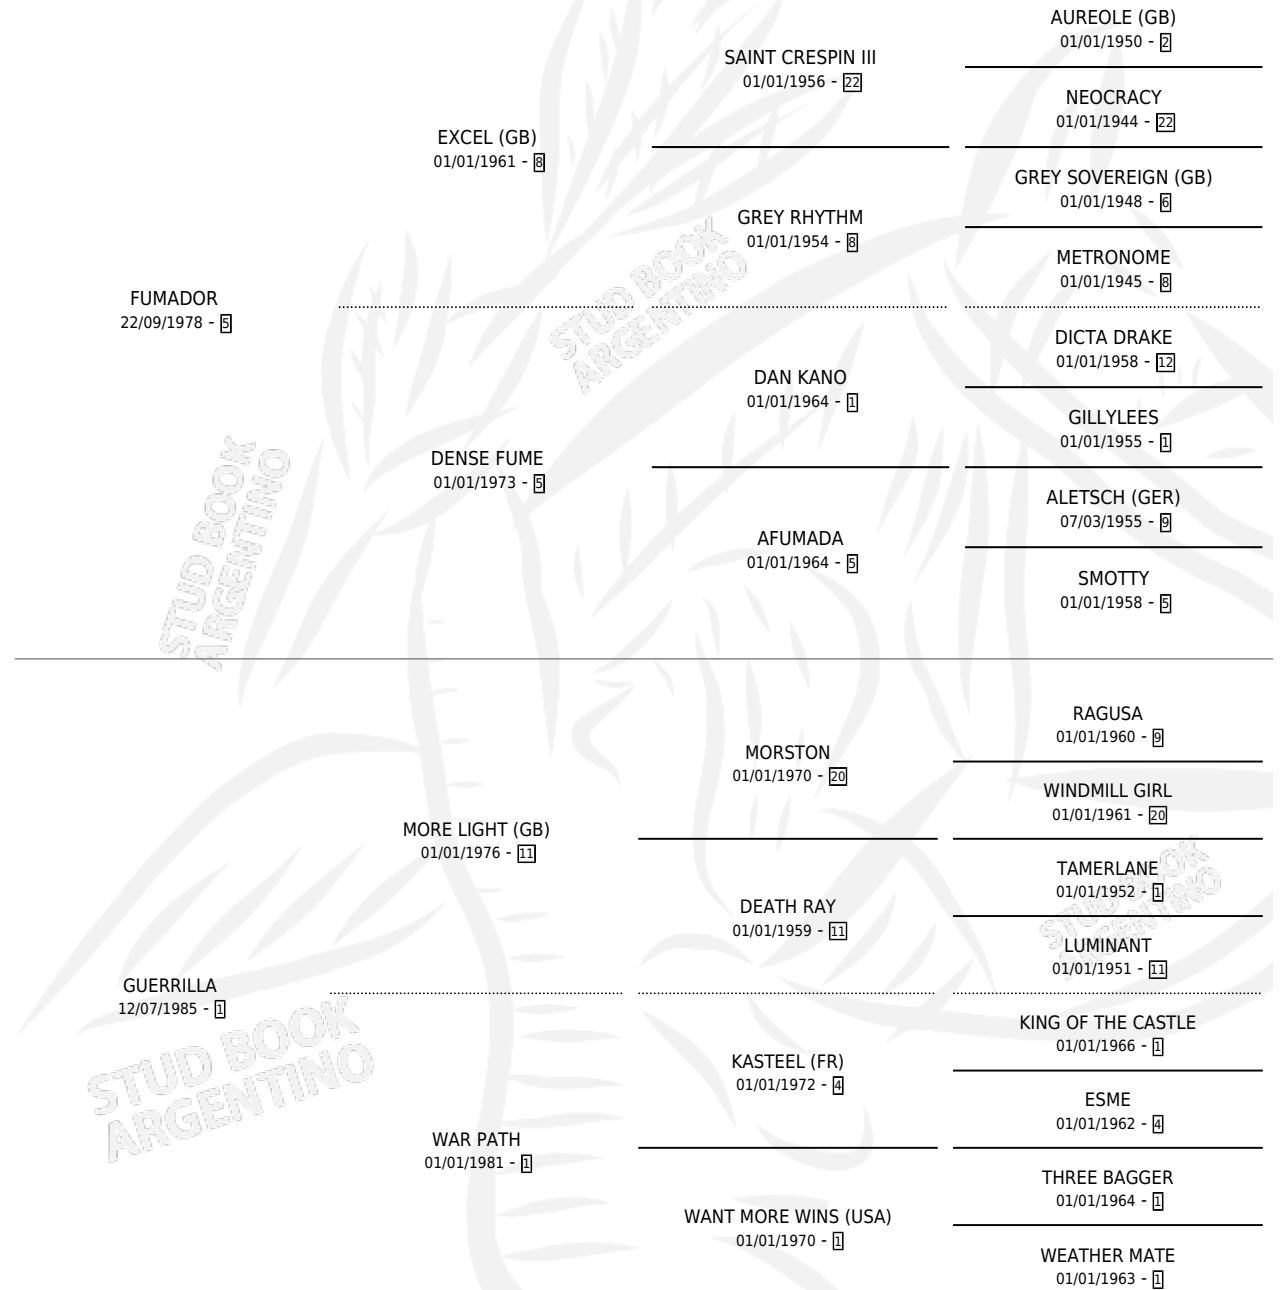 AUREOLE (GB)
01/01/1950 - 2
SAINT CRESPIN III
01/01/1956 - 22
NEOCRACY
01/01/1944 - 22
EXCEL (GB)
01/01/1961 - 8
GREY SOVEREIGN (GB)
01/01/1948 - 6
GREY RHYTHM
01/01/1954 - 8
METRONOME
01/01/1945 - 8
FUMADOR
22/09/1978 - 5
DICTA DRAKE
01/01/1958 - 12
DAN KANO
01/01/1964 - 1
GILLYLEES
01/01/1955 - 1
DENSE FUME
01/01/1973 - 5
ALETSCH (GER)
07/03/1955 - 9
AFUMADA
01/01/1964 - 5
SMOTTY
01/01/1958 - 5
STUD BOOK
ARGENTINO
STUD BOOK
ARGENTINO
RAGUSA
01/01/1960 - 9
MORSTON
01/01/1970 - 20
WINDMILL GIRL
01/01/1961 - 20
MORE LIGHT (GB)
01/01/1976 - 11
TAMERLANE
01/01/1952 - 1
DEATH RAY
01/01/1959 - 11
LUMINANT
01/01/1951 - 11
GUERRILLA
12/07/1985 - 1
KING OF THE CASTLE
01/01/1966 - 1
KASTEEL (FR)
01/01/1972 - 4
ESME
01/01/1962 - 4
WAR PATH
01/01/1981 - 1
THREE BAGGER
01/01/1964 - 1
WANT MORE WINS (USA)
01/01/1970 - 1
WEATHER MATE
01/01/1963 - 1
STUD BOOK
ARGENTINO
STUD BOOK
ARGENTINO